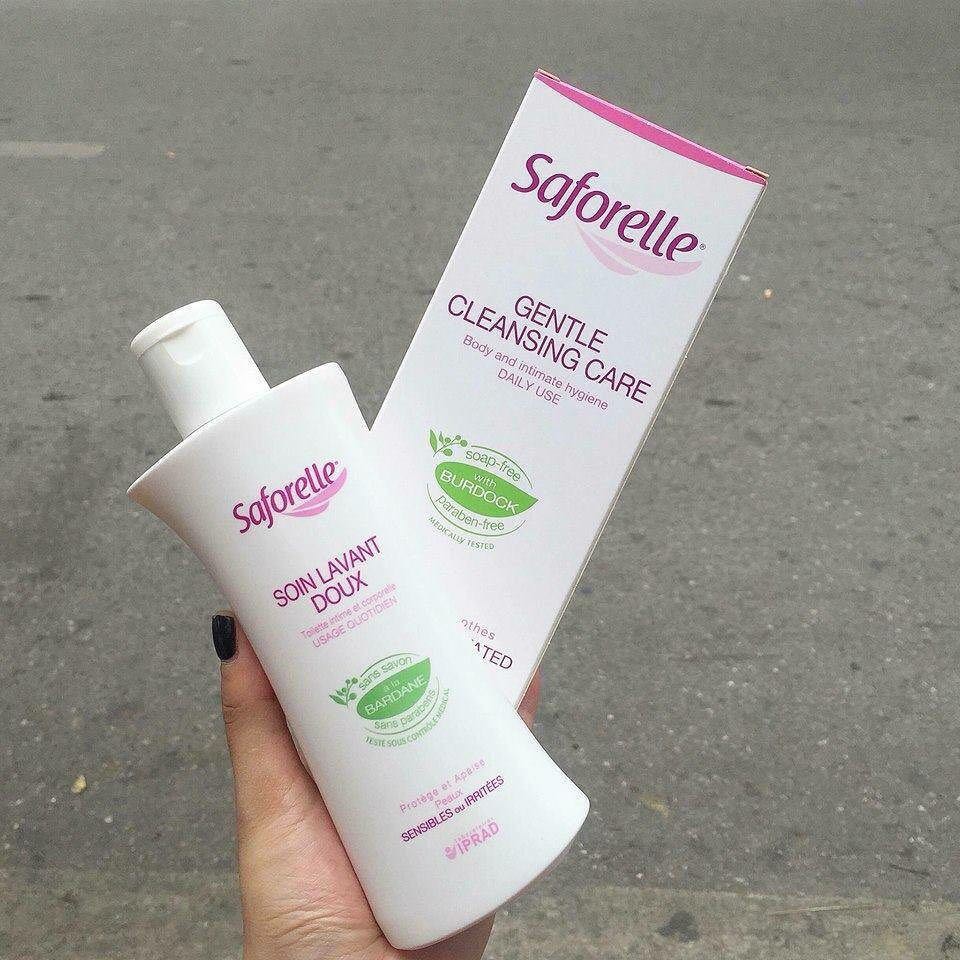 Saforelle®
GENTLE
CLEANSING CARE
Body and intimate hygiene
DAILY USE
soap-free
with
BURDOCK
paraben-free
MEDICALLY TESTED
Saforelle
SOIN LAVANT
DOUX
Toilette intime et corporelle
USAGE QUOTIDIEN
sans savon
à la
BARDANE
sans parabens
TESTÉ SOUS CONTRÔLE MÉDICAL
Protège et Apaise
Peaux
SENSIBLES ou IRRITÉES
IPRAD